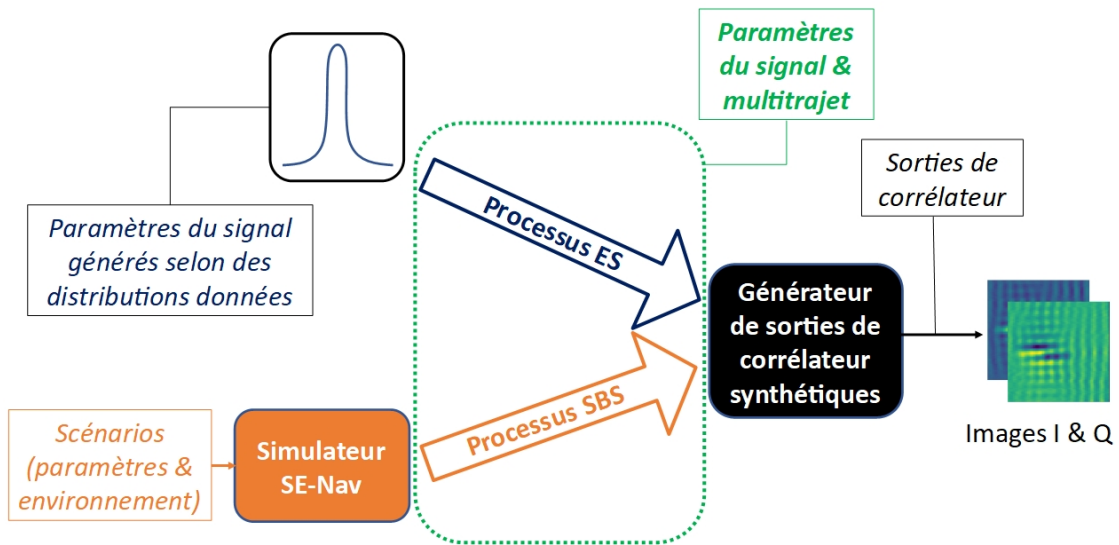 Paramètres
du signal &
multitrajet
Sorties de
corrélateur
Paramètres du signal
générés selon des
distributions données
Processus ES
Générateur
de sorties de
corrélateur
synthétiques
Scénarios
(paramètres &
environnement)
Simulateur
SE-Nav
Processus SBS
Images I & Q